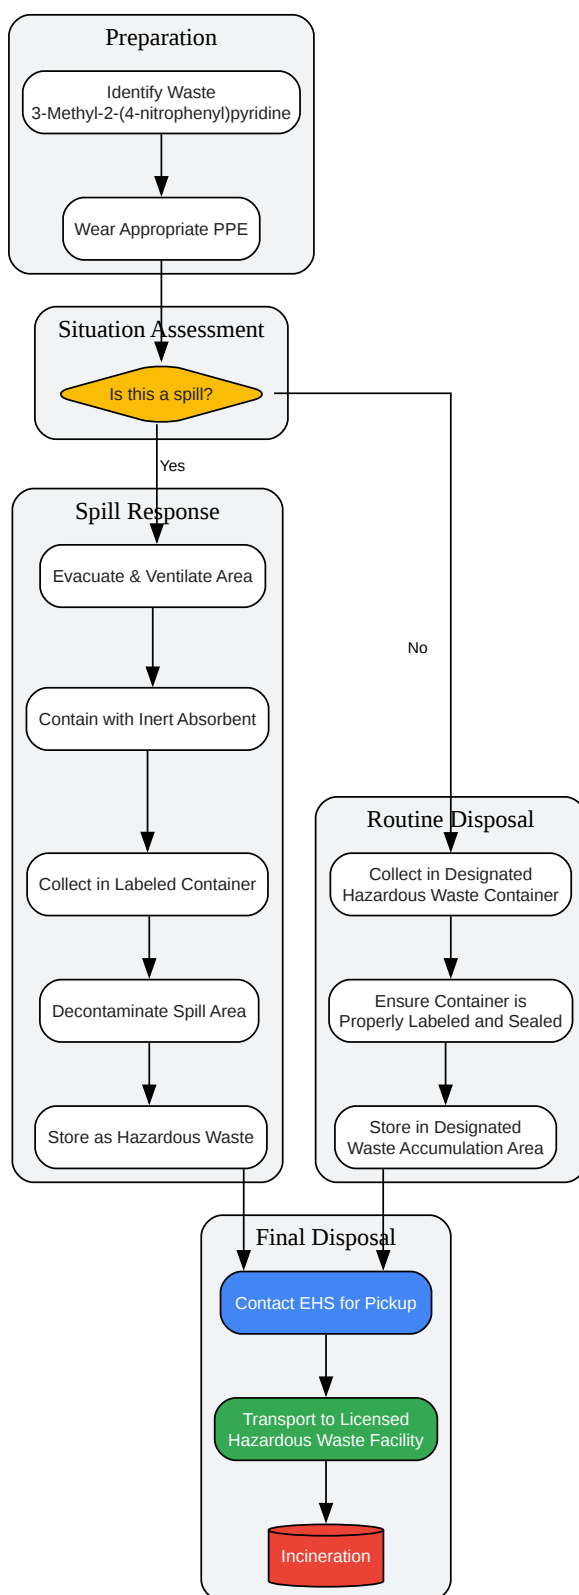 Preparation
Identify Waste
3-Methyl-2-(4-nitrophenyl)pyridine
Wear Appropriate PPE
Situation Assessment
Is this a spill?
Yes
Spill Response
Evacuate & Ventilate Area
Contain with Inert Absorbent
Collect in Labeled Container
Decontaminate Spill Area
Store as Hazardous Waste
No
Routine Disposal
Collect in Designated
Hazardous Waste Container
Ensure Container is
Properly Labeled and Sealed
Store in Designated
Waste Accumulation Area
Final Disposal
Contact EHS for Pickup
Transport to Licensed
Hazardous Waste Facility
Incineration